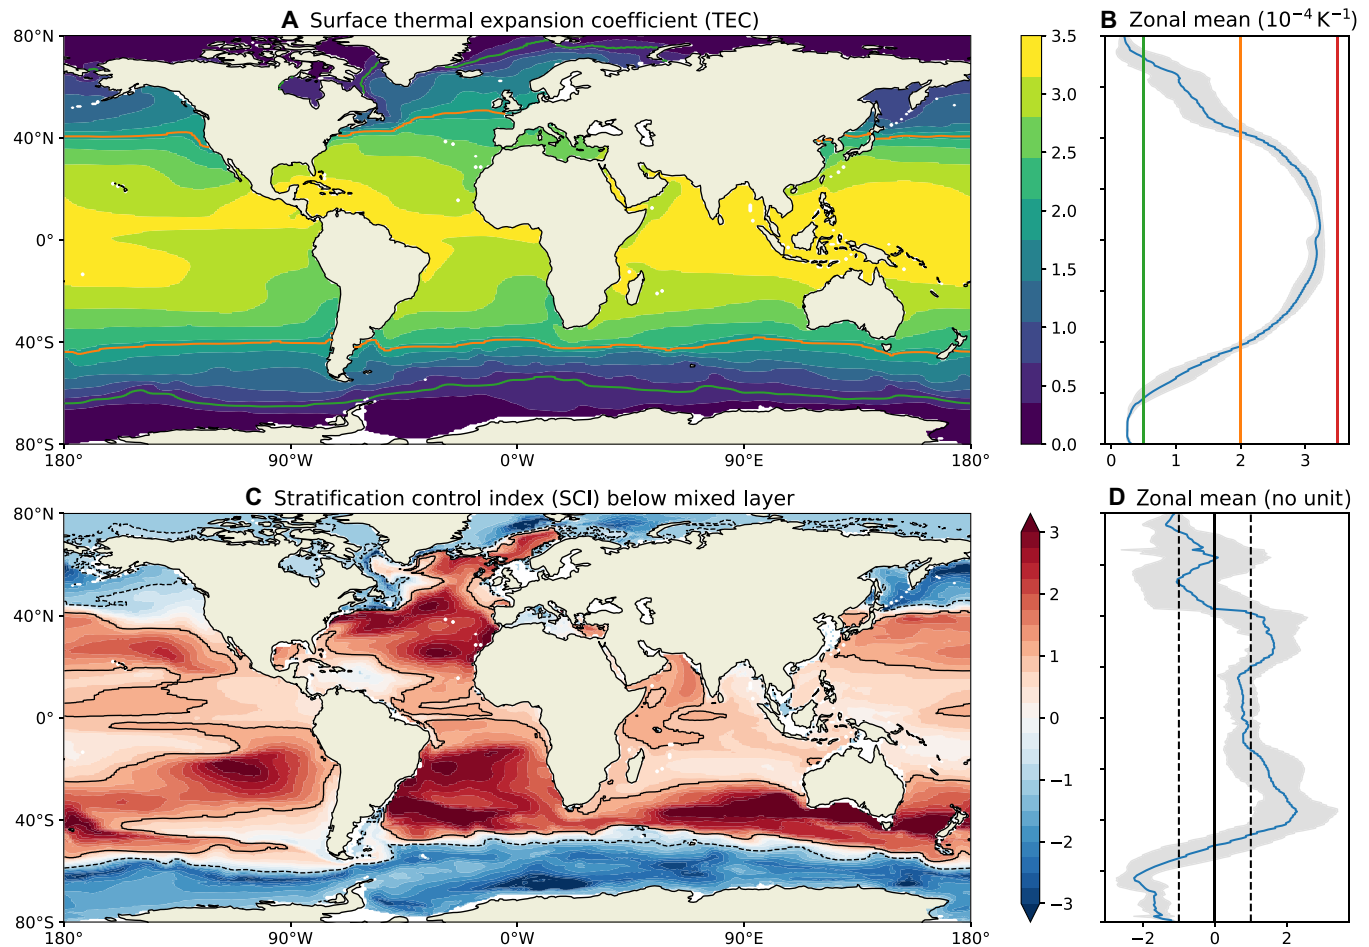 A Surface thermal expansion coefficient (TEC)
B Zonal mean (10⁻⁴ K⁻¹)
80°N
40°N
0°
40°S
80°S
180°
90°W
0°W
90°E
180°
3.5
3.0
2.5
2.0
1.5
1.0
0.5
0.0
0
1
2
3
C Stratification control index (SCI) below mixed layer
D Zonal mean (no unit)
80°N
40°N
0°
40°S
80°S
180°
90°W
0°W
90°E
180°
3
2
1
0
−1
−2
−3
−2
0
2